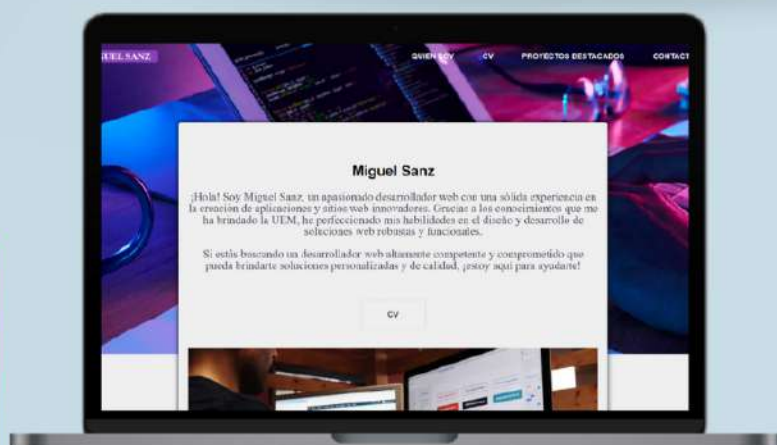 GUEL SANZ
QUIEN SOY
CV
PROYECTOS DESTACADOS
CONTACT
Miguel Sanz
¡Hola! Soy Miguel Sanz, un apasionado desarrollador web con una sólida experiencia en
la creación de aplicaciones y sitios web innovadores. Gracias a los conocimientos que me
ha brindado la UEM, he perfeccionado mis habilidades en el diseño y desarrollo de
soluciones web robustas y funcionales.
Si estás buscando un desarrollador web altamente competente y comprometido que
pueda brindarte soluciones personalizadas y de calidad, ¡estoy aquí para ayudarte!
CV